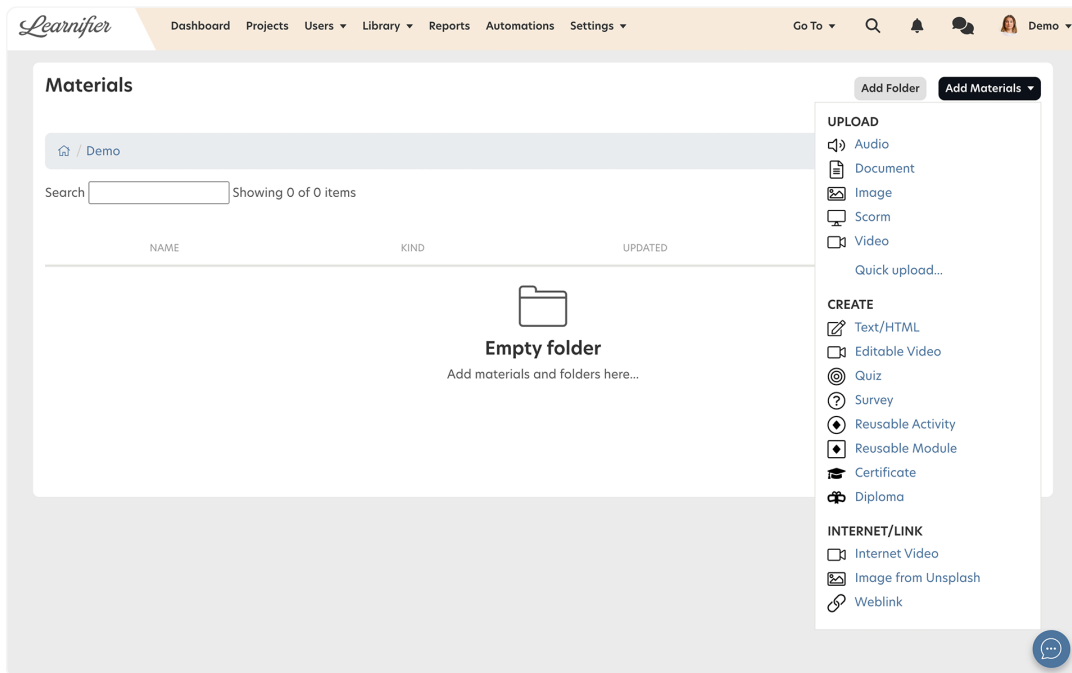 Learnifier Dashboard Projects Users Library Reports Automations Settings Go To Demo
Materials
Add Folder Add Materials
/ Demo
Search Showing 0 of 0 items
NAME KIND UPDATED
Empty folder
Add materials and folders here...
UPLOAD
Audio
Document
Image
Scorm
Video
Quick upload...
CREATE
Text/HTML
Editable Video
Quiz
Survey
Reusable Activity
Reusable Module
Certificate
Diploma
INTERNET/LINK
Internet Video
Image from Unsplash
Weblink